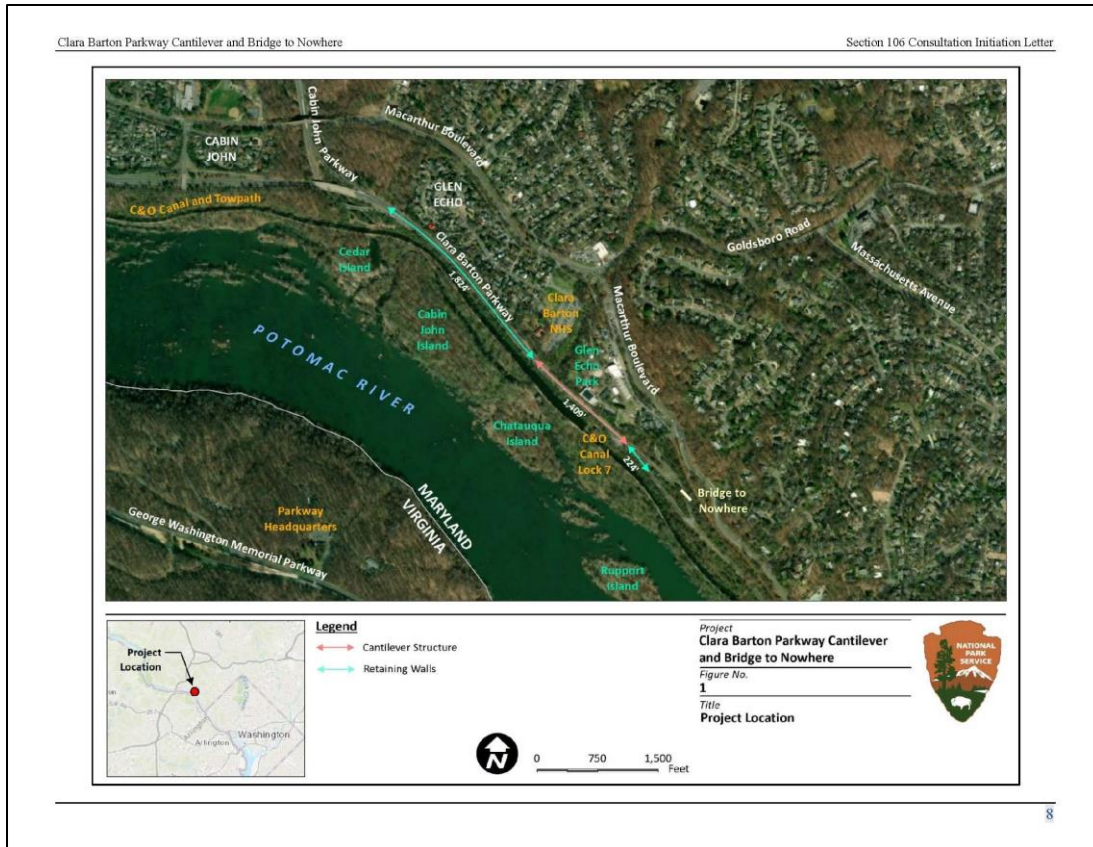 Clara Barton Parkway Cantilever and Bridge to Nowhere
Section 106 Consultation Initiation Letter
CABIN
JOHN
Cabin John Parkway
Macarthur Boulevard
GLEN
ECHO
C&O Canal and Towpath
Clara Barton Parkway
1,824'
Cedar
Island
Cabin
John
Island
Goldsboro Road
Massachusetts Avenue
Clara
Barton
NHS
Macarthur Boulevard
Glen
Echo
Park
POTOMAC RIVER
1,409'
Chatauqua
Island
C&O
Canal
Lock 7
224'
Bridge to
Nowhere
MARYLAND
VIRGINIA
Parkway
Headquarters
George Washington Memorial Parkway
Rupport
Island
Project
Location
Arlington
Washington
Legend
Cantilever Structure
Retaining Walls
N
0 750 1,500
Feet
Project
Clara Barton Parkway Cantilever
and Bridge to Nowhere
Figure No.
1
Title
Project Location
NATIONAL
PARK
SERVICE
8